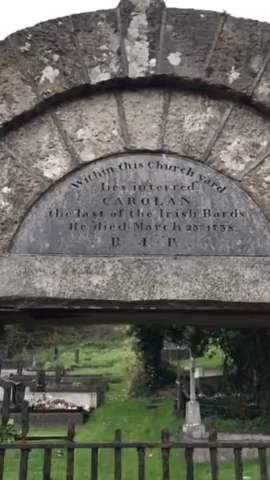 Within this Church yard
lies interred
CAROLAN
the last of the Irish Bards
He died March 25th 1738.
R I P.